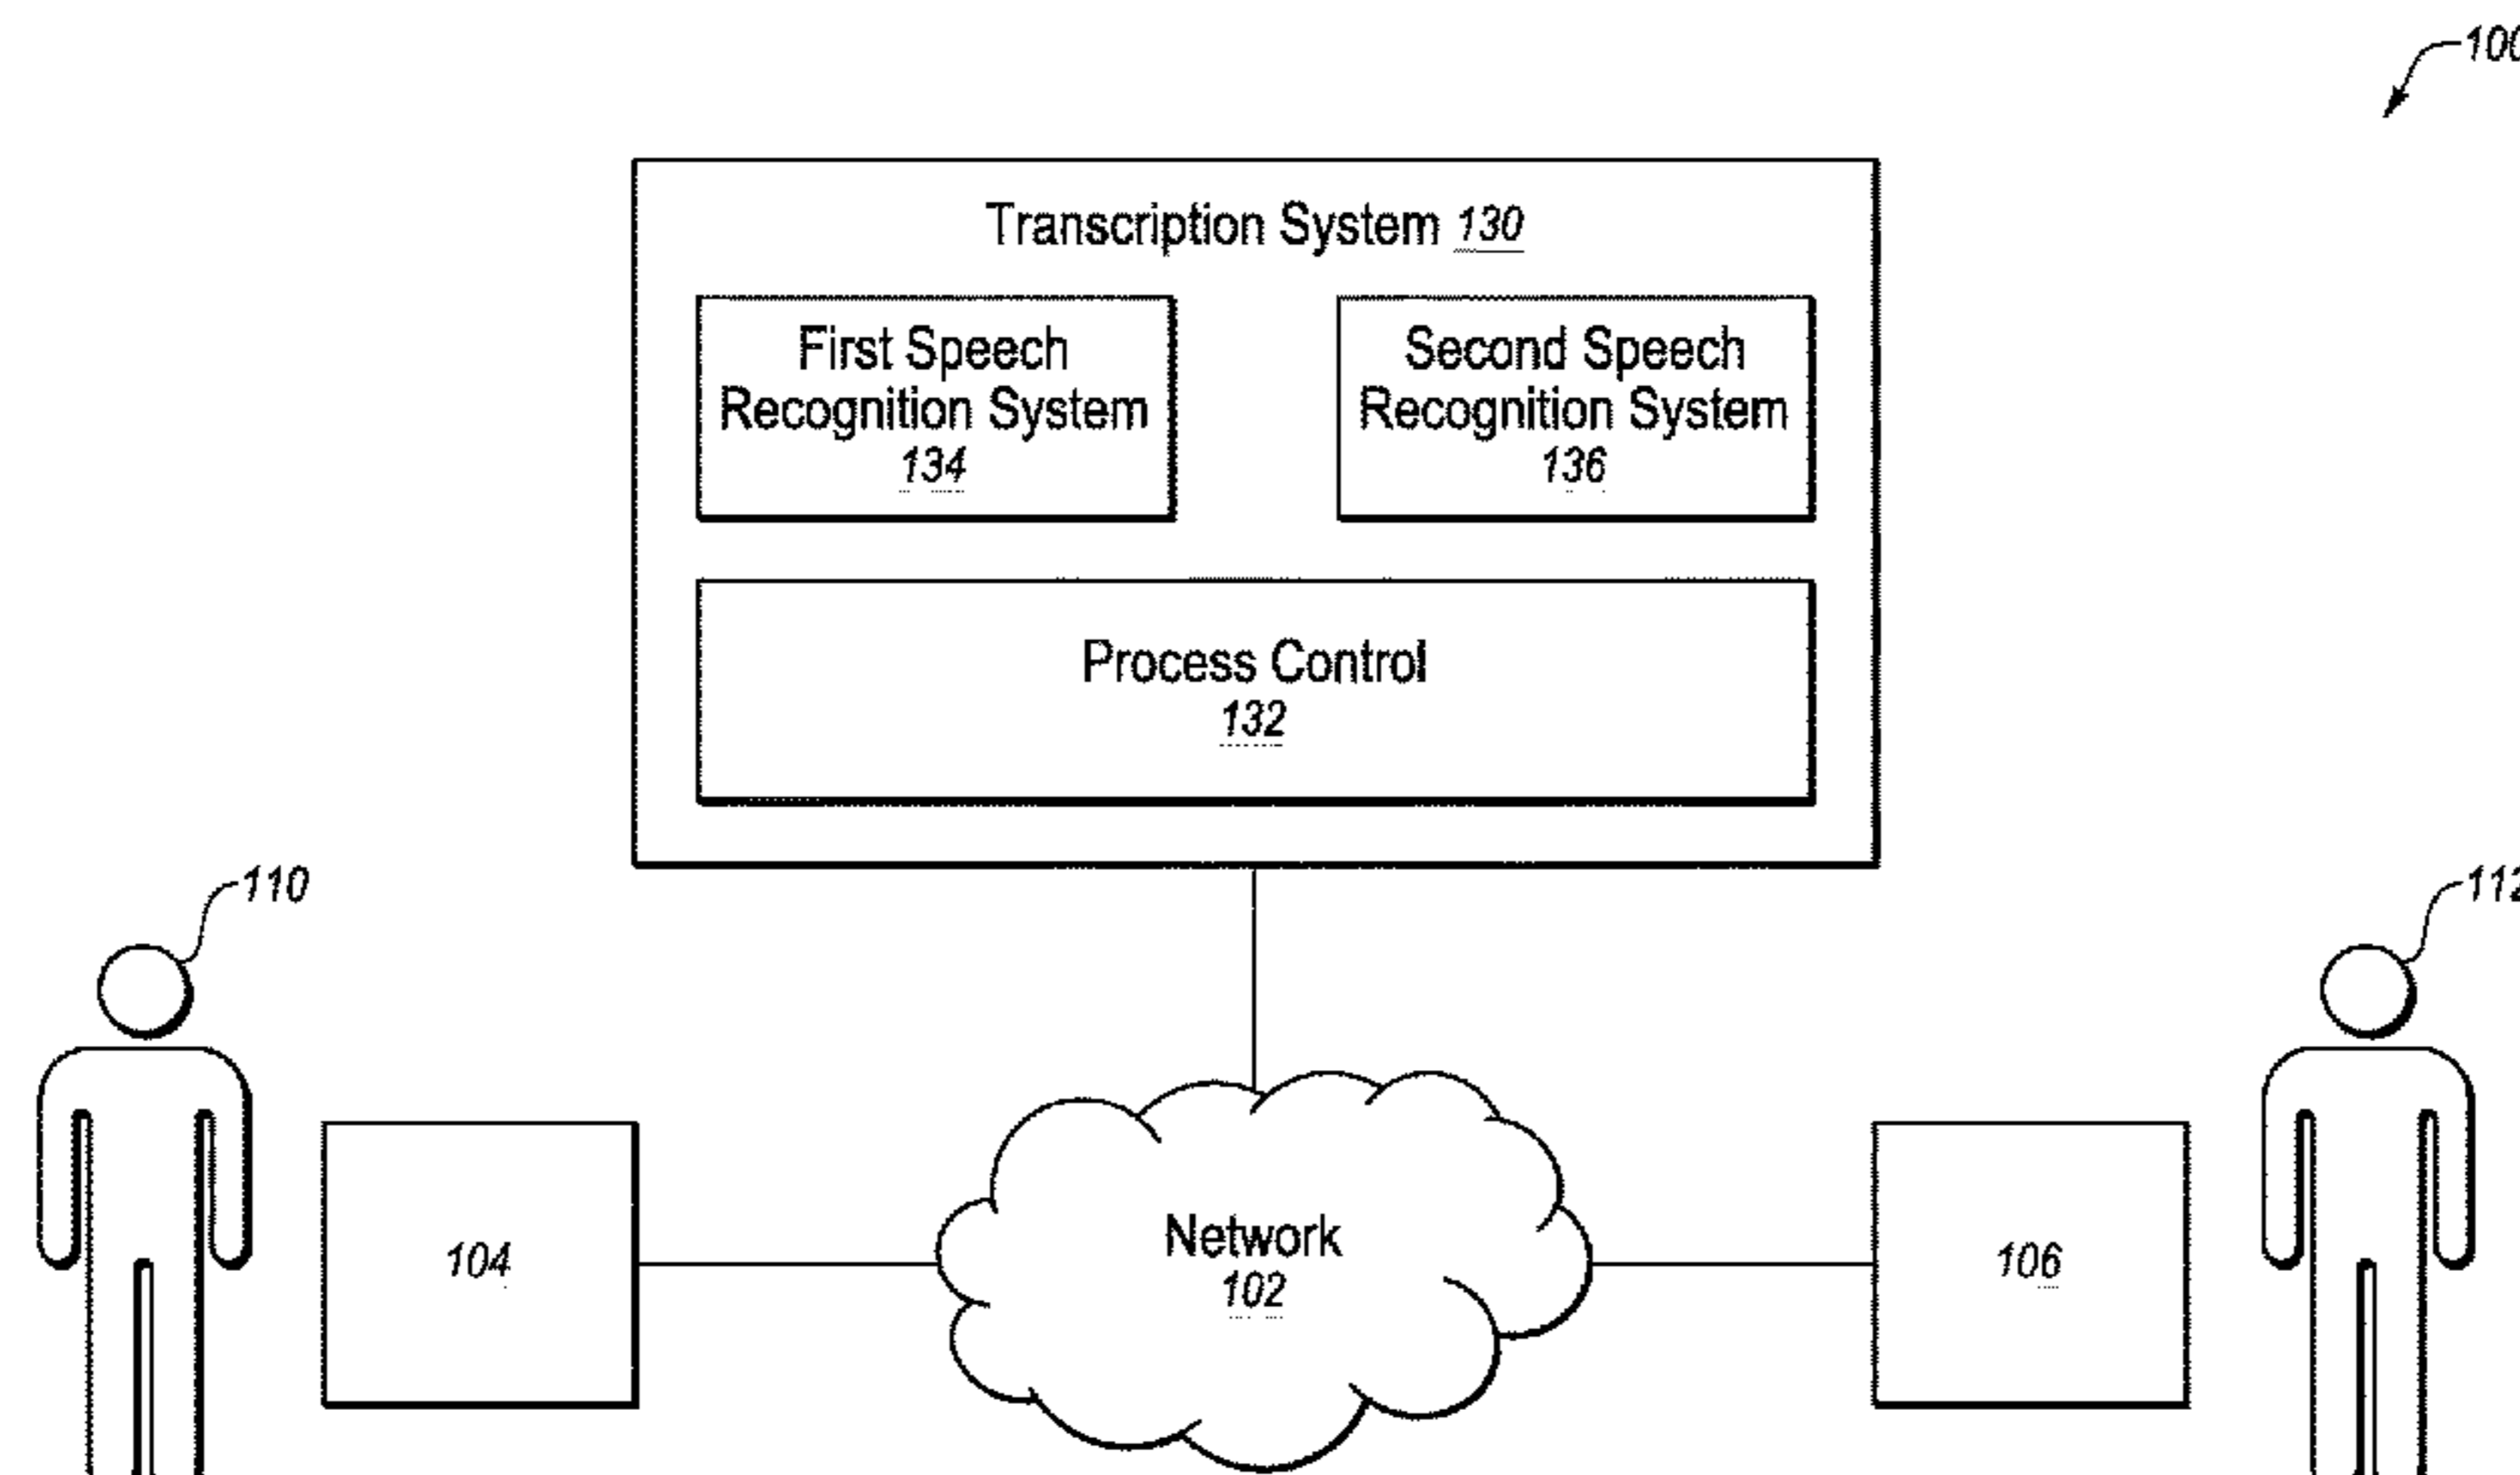 100
Transcription System 130
First Speech
Recognition System
134
Second Speech
Recognition System
136
Process Control
132
110
112
104
Network
102
106